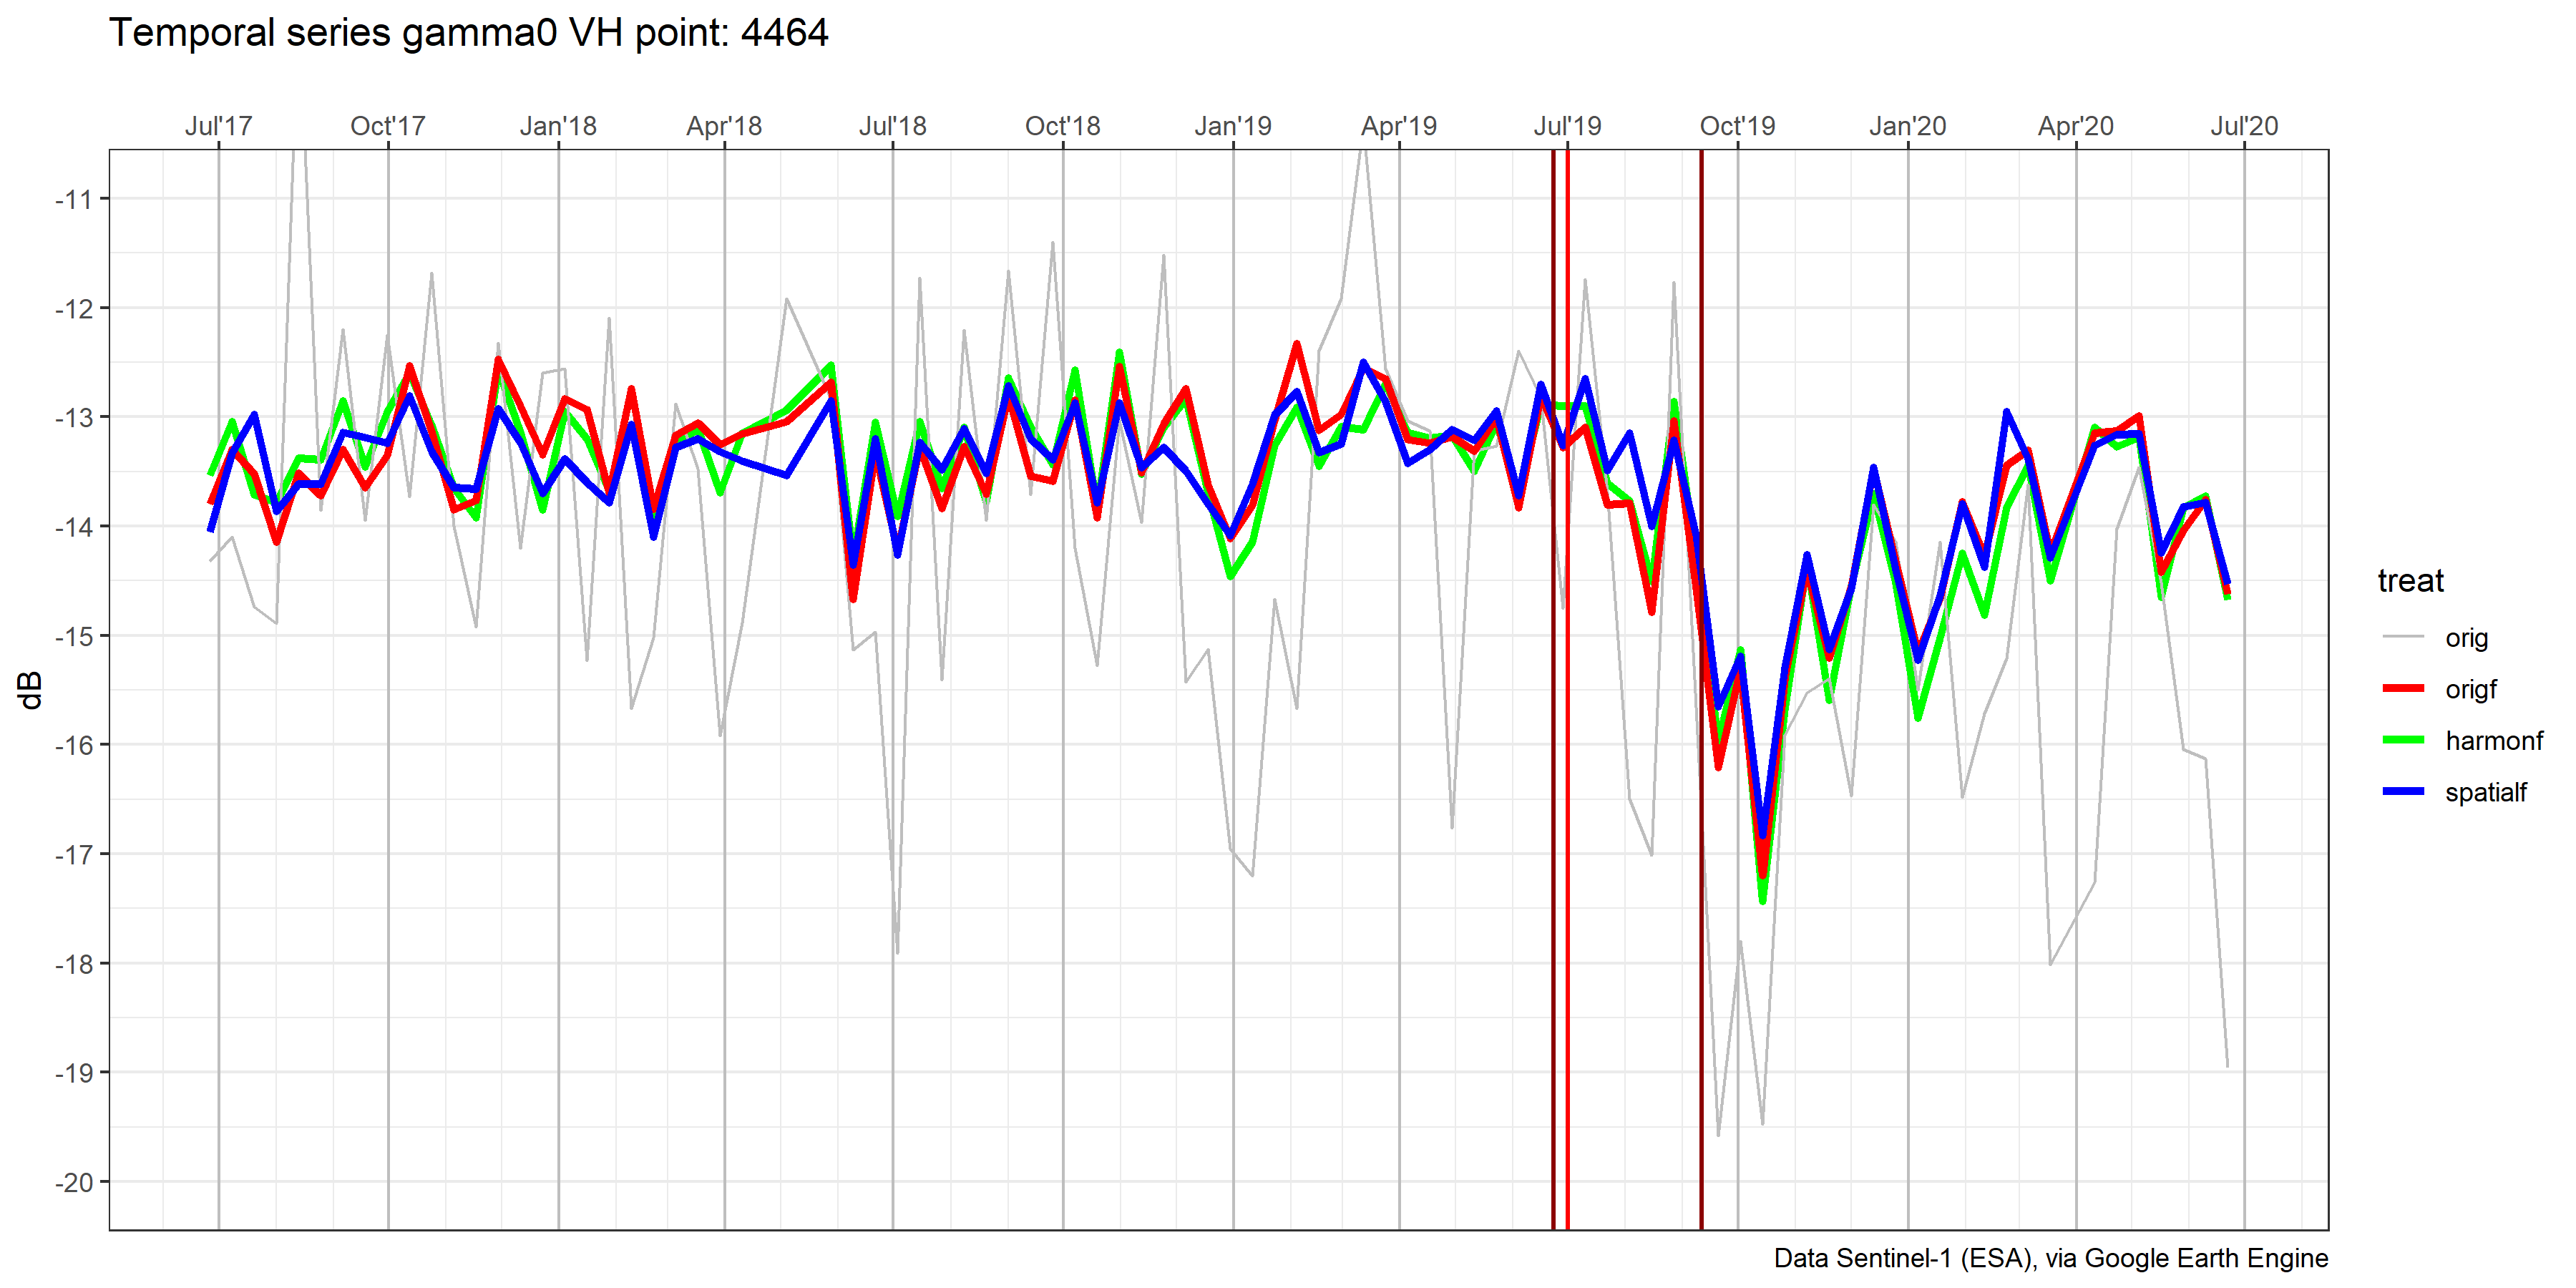 Temporal series gamma0 VH point: 4464
Jul'17 Oct'17 Jan'18 Apr'18 Jul'18 Oct'18 Jan'19 Apr'19 Jul'19 Oct'19 Jan'20 Apr'20 Jul'20
-11
-12
-13
-14
-15
-16
-17
-18
-19
-20
dB
treat
orig
origf
harmonf
spatialf
Data Sentinel-1 (ESA), via Google Earth Engine